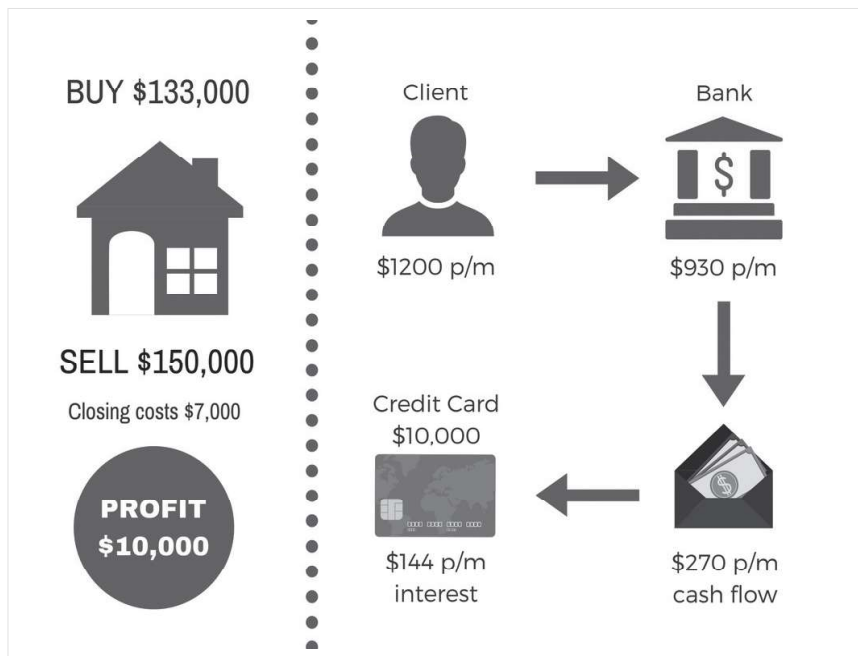 BUY $133,000
SELL $150,000
Closing costs $7,000
PROFIT
$10,000
Client
$1200 p/m
Bank
$
$930 p/m
$
$270 p/m
cash flow
Credit Card
$10,000
$144 p/m
interest